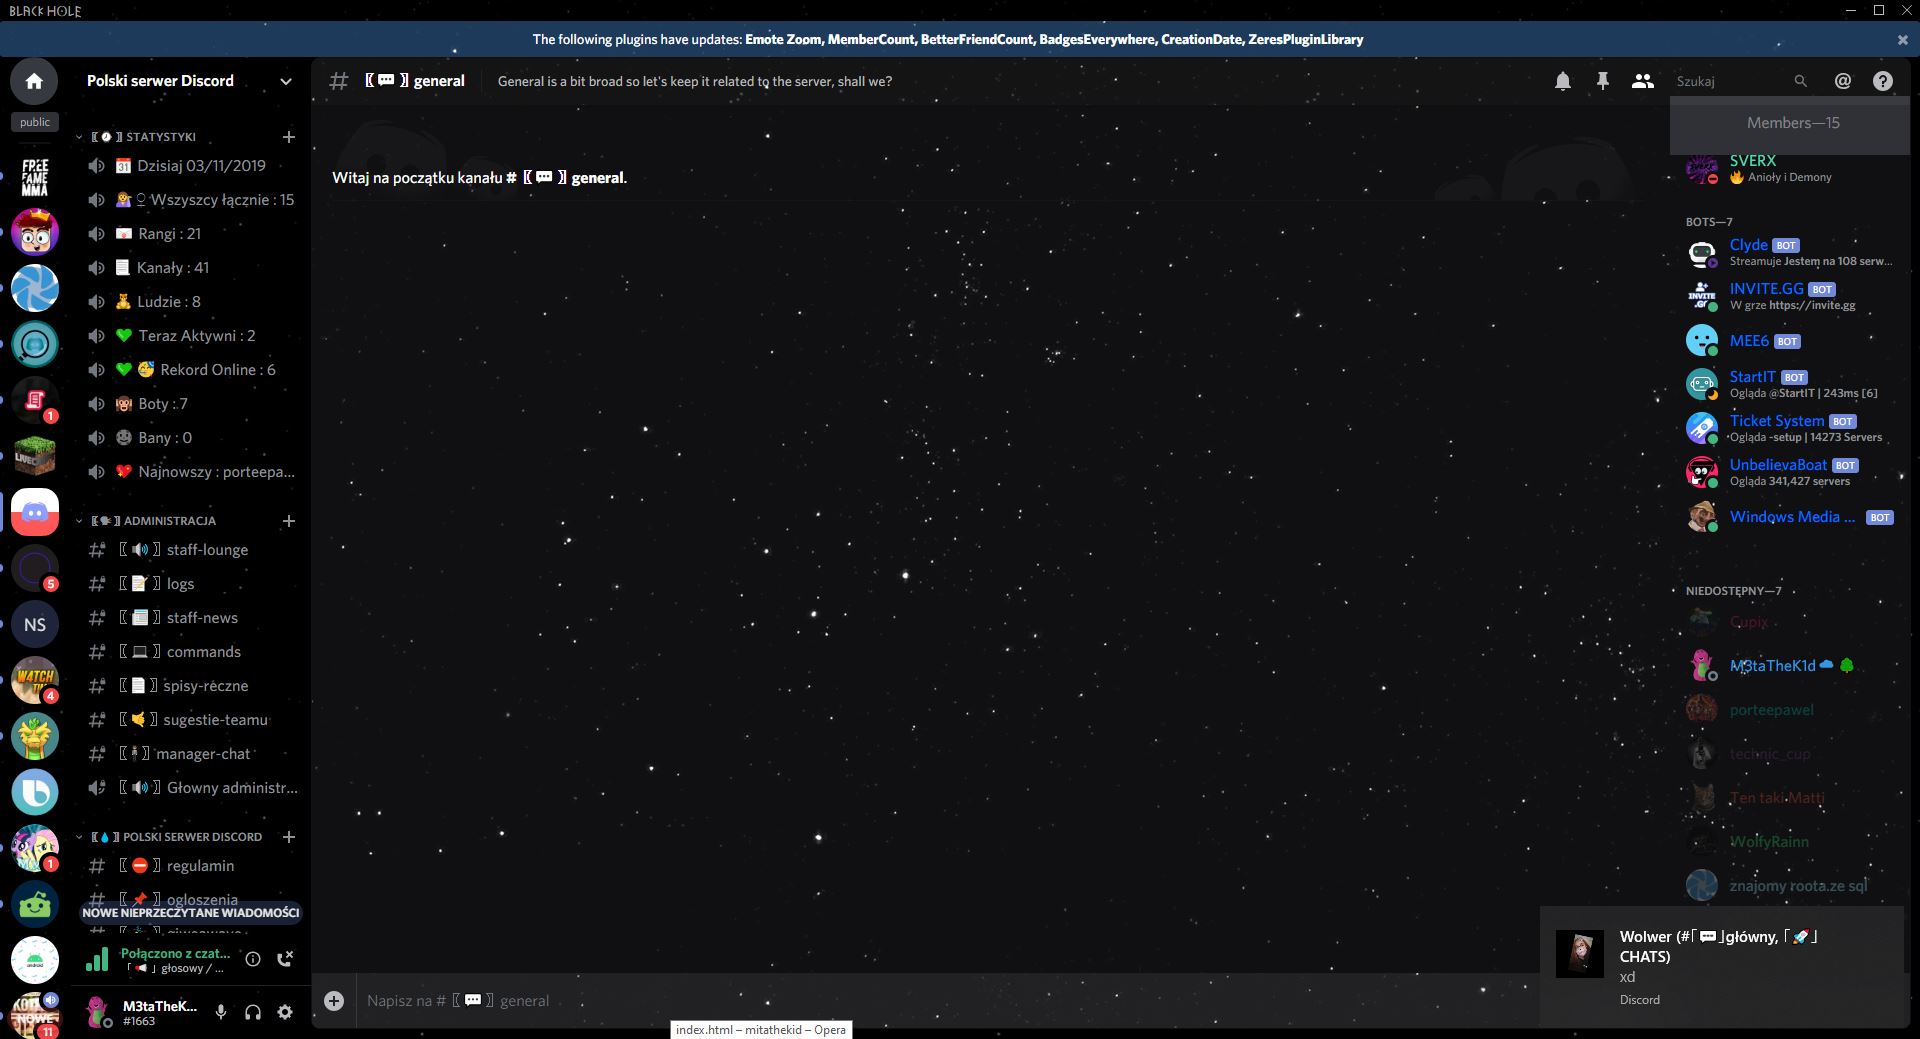 BLACK HOLE
The following plugins have updates: Emote Zoom, MemberCount, BetterFriendCount, BadgesEverywhere, CreationDate, ZeresPluginLibrary
public
FREE
FAME
MMA
1
LIVE
5
NS
W4TCH
4
1
android
NOWE
11
Polski serwer Discord
〖🕐〗STATYSTYKI
31 Dzisiaj 03/11/2019
Wszyscy łącznie : 15
Rangi : 21
Kanały : 41
Ludzie : 8
Teraz Aktywni : 2
Rekord Online : 6
Boty : 7
Bany : 0
Najnowszy : porteepa...
〖🗣〗ADMINISTRACJA
〖🔊〗staff-lounge
〖📝〗logs
〖📰〗staff-news
〖💻〗commands
〖📄〗spisy-reczne
〖🤙〗sugestie-teamu
〖🕴〗manager-chat
〖🔊〗Głowny administr...
〖💧〗POLSKI SERWER DISCORD
〖⛔〗regulamin
〖📌〗ogloszenia
NOWE NIEPRZECZYTANE WIADOMOŚCI
Połączono z czat...
「📢」głosowy / ...
M3taTheK...
#1663
# 〖💬〗general
General is a bit broad so let's keep it related to the server, shall we?
Szukaj
Witaj na początku kanału # 〖💬〗general.
Napisz na # 〖💬〗general
index.html – mitathekid – Opera
Members—15
SVERX
🔥 Anioły i Demony
BOTS—7
Clyde BOT
Streamuje Jestem na 108 serw...
INVITE.GG BOT
INVITE
W grze https://invite.gg
MEE6 BOT
StartIT BOT
Ogląda @StartIT | 243ms [6]
Ticket System BOT
Ogląda -setup | 14273 Servers
UnbelievaBoat BOT
Ogląda 341,427 servers
Windows Media ... BOT
NIEDOSTĘPNY—7
Cupix
M3taTheK1d
porteepawel
technic_cup
Ten taki Matti
WolfyRainn
znajomy roota ze sql
Wolwer (#「💬」główny, 「🚀」
CHATS)
xd
Discord